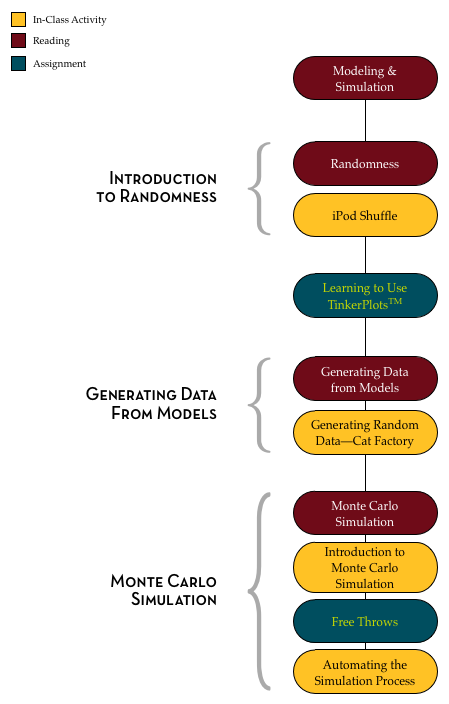 In-Class Activity
Reading
Assignment
Modeling &
Simulation
Introduction
to Randomness
Randomness
iPod Shuffle
Learning to Use
TinkerPlots™
Generating Data
From Models
Generating Data
from Models
Generating Random
Data—Cat Factory
Monte Carlo
Simulation
Monte Carlo
Simulation
Introduction to
Monte Carlo
Simulation
Free Throws
Automating the
Simulation Process